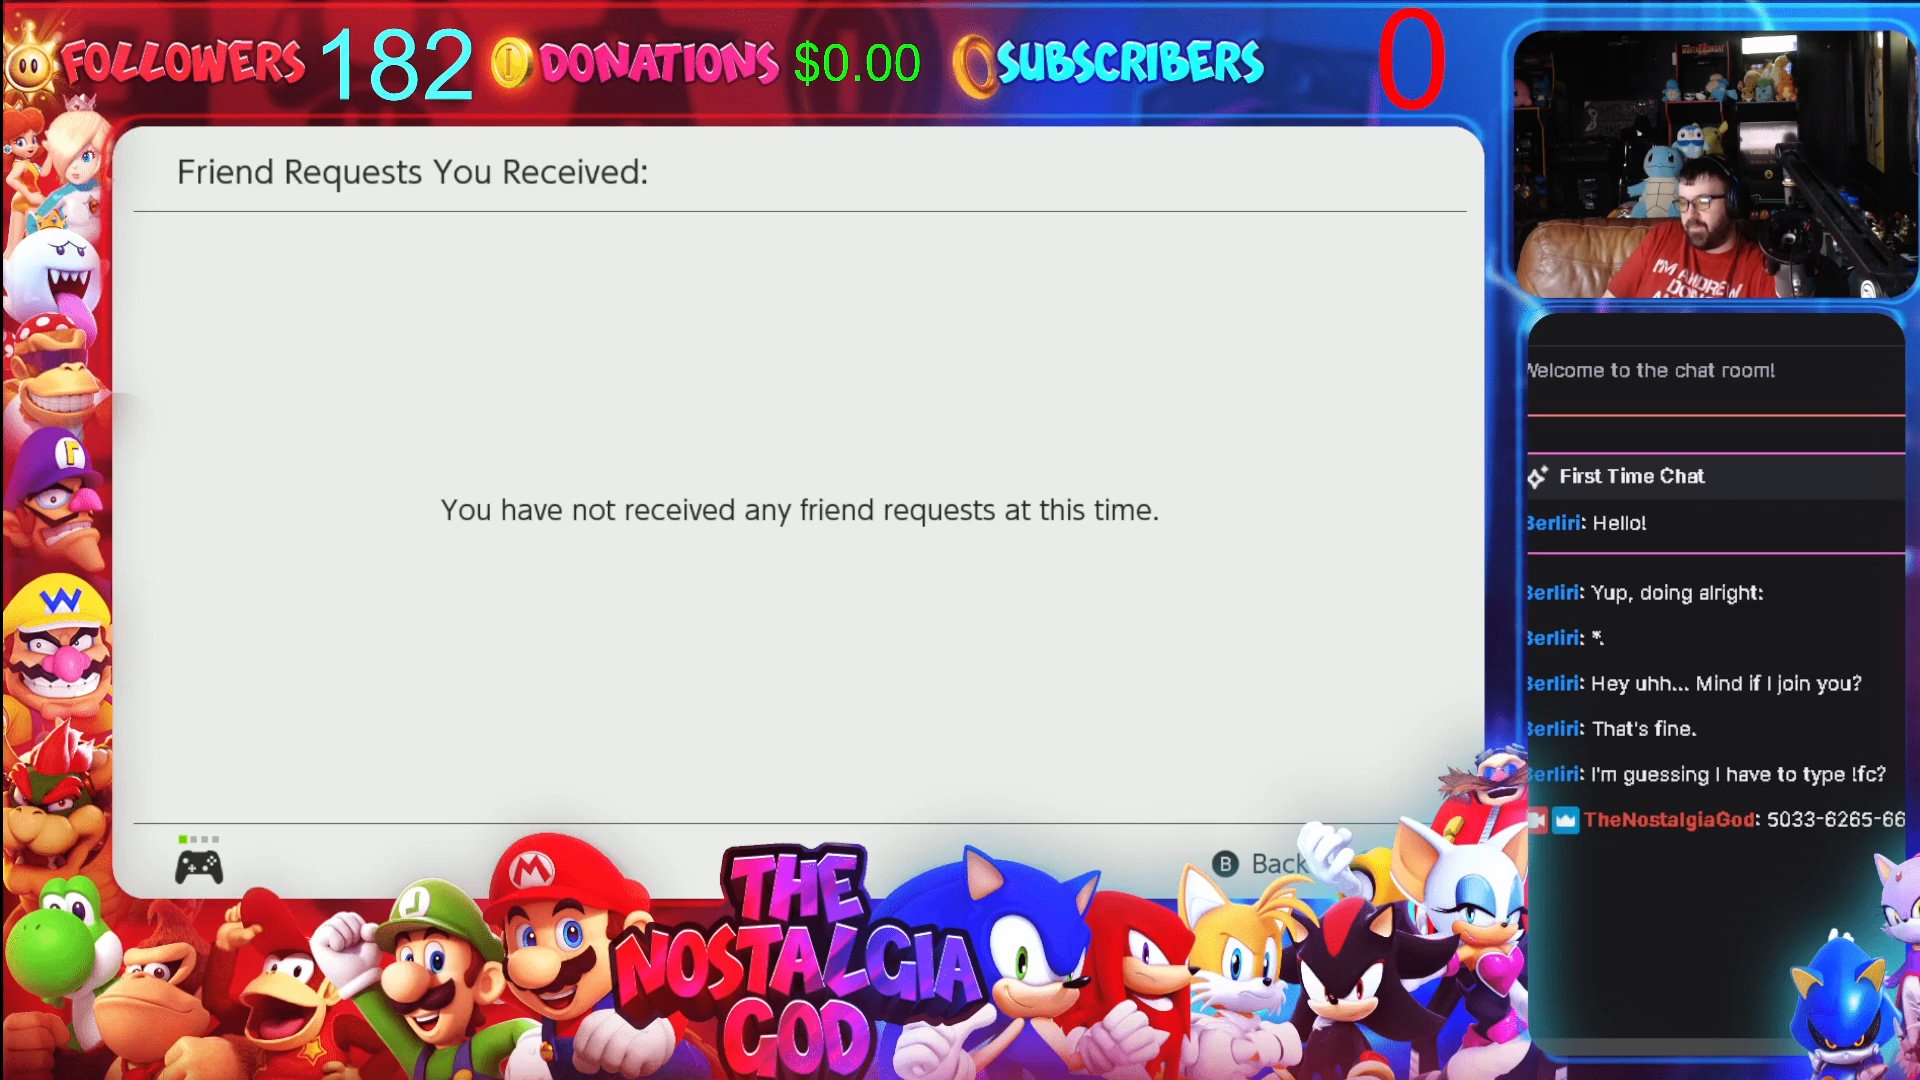 FOLLOWERS 182 DONATIONS $0.00 SUBSCRIBERS 0
Friend Requests You Received:
You have not received any friend requests at this time.
B Back
THE
NOSTALGIA
GOD
W
M
I'M ANDREW
Welcome to the chat room!
First Time Chat
Berliri: Hello!
Berliri: Yup, doing alright:
Berliri: *.
Berliri: Hey uhh... Mind if I join you?
Berliri: That's fine.
Berliri: I'm guessing I have to type !fc?
TheNostalgiaGod: 5033-6265-66